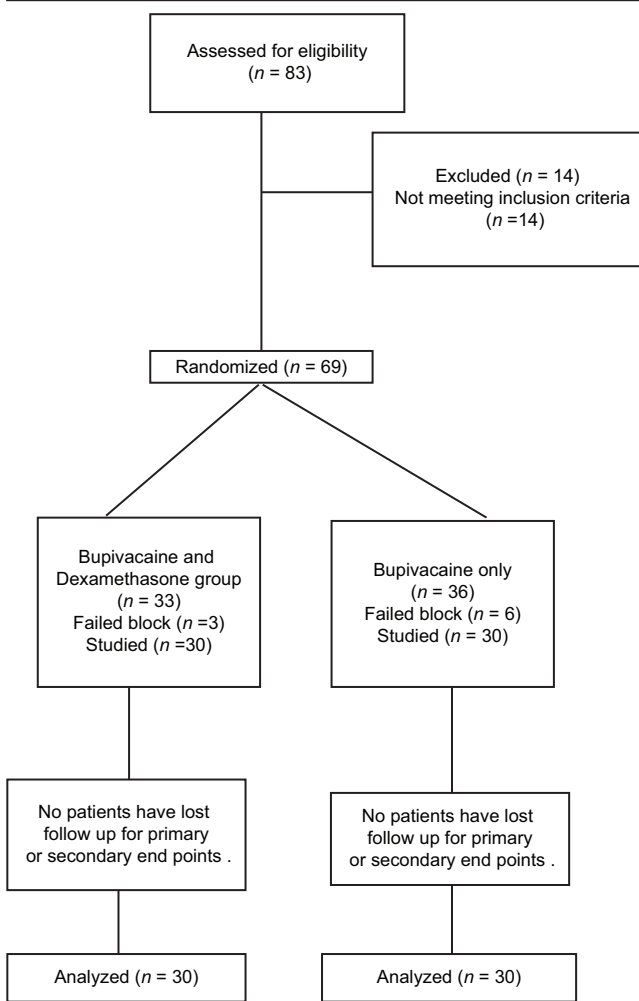 Assessed for eligibility
(n = 83)
Excluded (n = 14)
Not meeting inclusion criteria
(n =14)
Randomized (n = 69)
Bupivacaine and
Dexamethasone group
(n = 33)
Failed block (n =3)
Studied (n =30)
Bupivacaine only
(n = 36)
Failed block (n = 6)
Studied (n = 30)
No patients have lost
follow up for primary
or secondary end points .
No patients have lost
follow up for primary
or secondary end points .
Analyzed (n = 30)
Analyzed (n = 30)